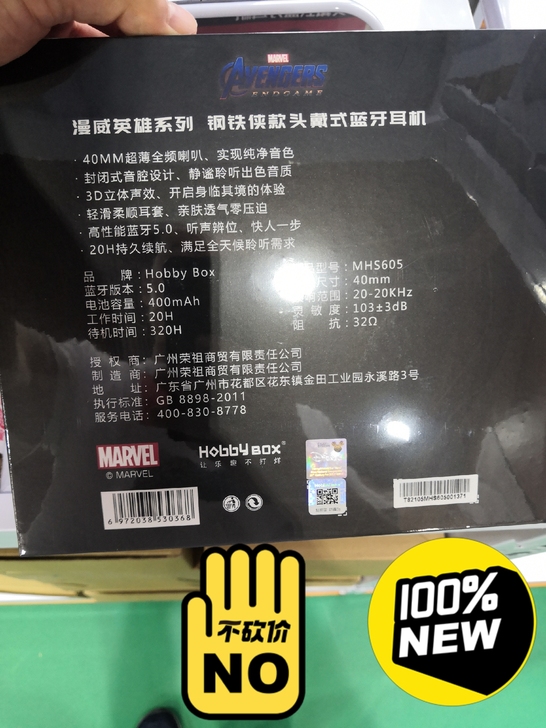 MARVEL
AVENGERS
ENDGAME
漫威英雄系列 钢铁侠款头戴式蓝牙耳机
· 40MM超薄全频喇叭、实现纯净音色
· 封闭式音腔设计、静谧聆听出色音质
· 3D立体声效、开启身临其境的体验
· 轻滑柔顺耳套、亲肤透气零压迫
· 高性能蓝牙5.0、听声辨位、快人一步
· 20H持久续航、满足全天候聆听需求
品 牌：Hobby Box
型号：MHS605
蓝牙版本：5.0
尺寸：40mm
电池容量：400mAh
范围：20-20KHz
工作时间：20H
敏度：103±3dB
待机时间：320H
阻 抗：32Ω
授权商：广州荣祖商贸有限责任公司
制造商：广州荣祖商贸有限责任公司
地 址：广东省广州市花都区花东镇金田工业园永溪路3号
执行标准：GB 8898-2011
服务电话：400-830-8778
MARVEL
© MARVEL
HobbyBOX®
让乐趣不打烊
6 972038 530368
T82105MHS605001371
不砍价
NO
100%
NEW